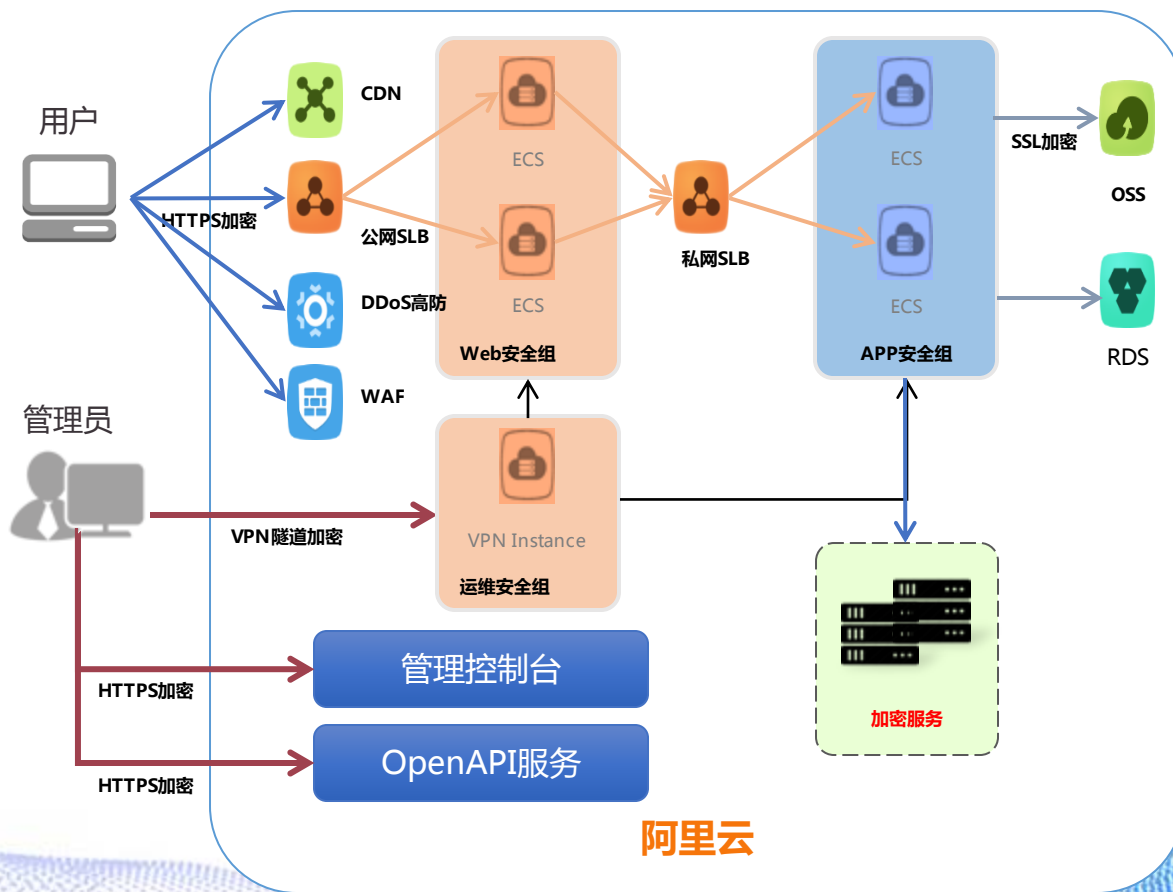 用户
CDN
HTTPS加密
公网SLB
DDoS高防
WAF
ECS
ECS
Web安全组
私网SLB
ECS
ECS
APP安全组
SSL加密
OSS
RDS
管理员
VPN隧道加密
VPN Instance
运维安全组
HTTPS加密
管理控制台
HTTPS加密
OpenAPI服务
加密服务
阿里云